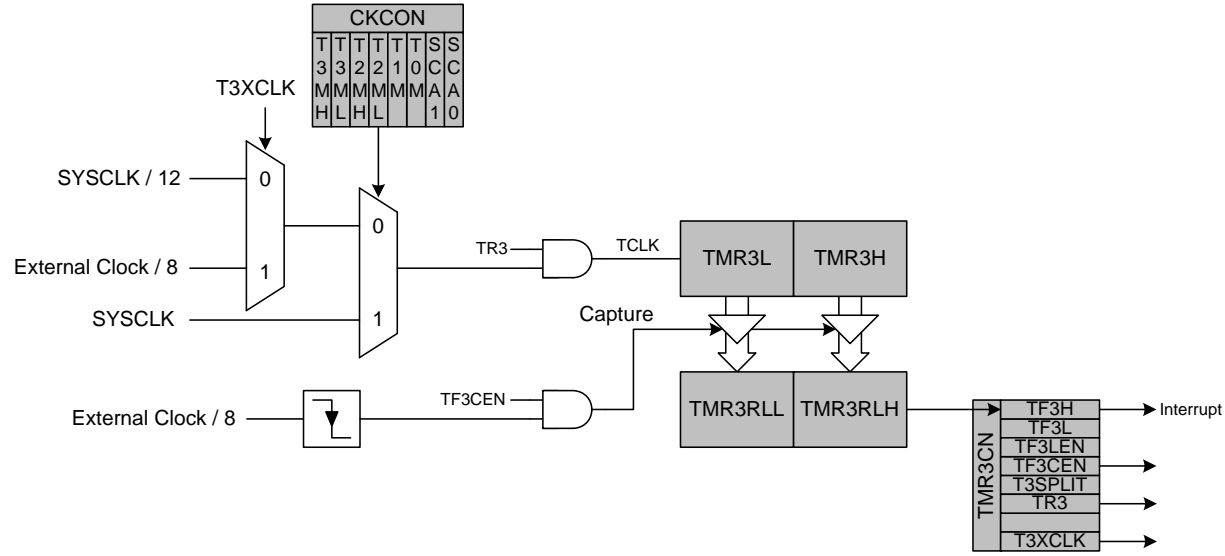 CKCON
T3MH T3ML T2MH T2ML T1M T0M SCA1 SCA0
T3XCLK
SYSCLK / 12
0
External Clock / 8
1
SYSCLK
0
1
TR3
TCLK
TMR3L TMR3H
Capture
External Clock / 8
TF3CEN
TMR3RLL TMR3RLH
TMR3CN
TF3H
Interrupt
TF3L
TF3LEN
TF3CEN
T3SPLIT
TR3
T3XCLK